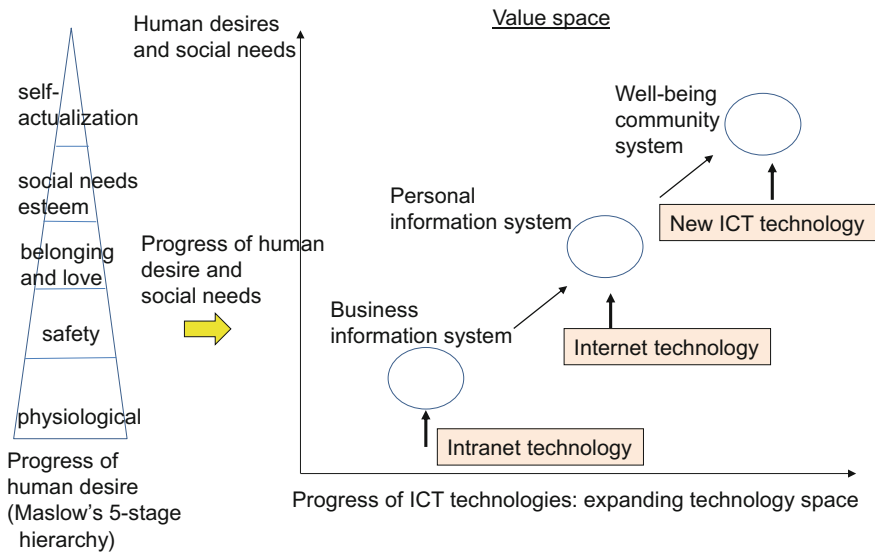 Human desires
and social needs
Value space
self-
actualization
social needs
esteem
belonging
and love
safety
physiological
Progress of
human desire
(Maslow's 5-stage
hierarchy)
Progress of human
desire and
social needs
Well-being
community
system
New ICT technology
Personal
information system
Internet technology
Business
information system
Intranet technology
Progress of ICT technologies: expanding technology space